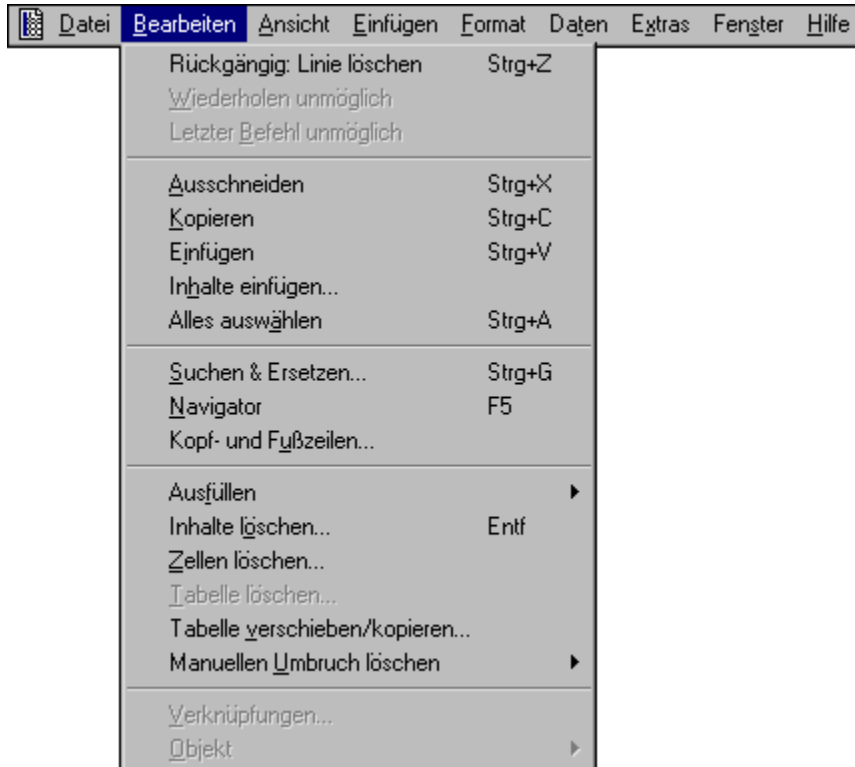 Datei Bearbeiten Ansicht Einfügen Format Daten Extras Fenster Hilfe
Rückgängig: Linie löschen Strg+Z
Wiederholen unmöglich
Letzter Befehl unmöglich
Ausschneiden Strg+X
Kopieren Strg+C
Einfügen Strg+V
Inhalte einfügen...
Alles auswählen Strg+A
Suchen & Ersetzen... Strg+G
Navigator F5
Kopf- und Fußzeilen...
Ausfüllen
Inhalte löschen... Entf
Zellen löschen...
Tabelle löschen...
Tabelle verschieben/kopieren...
Manuellen Umbruch löschen
Verknüpfungen...
Objekt